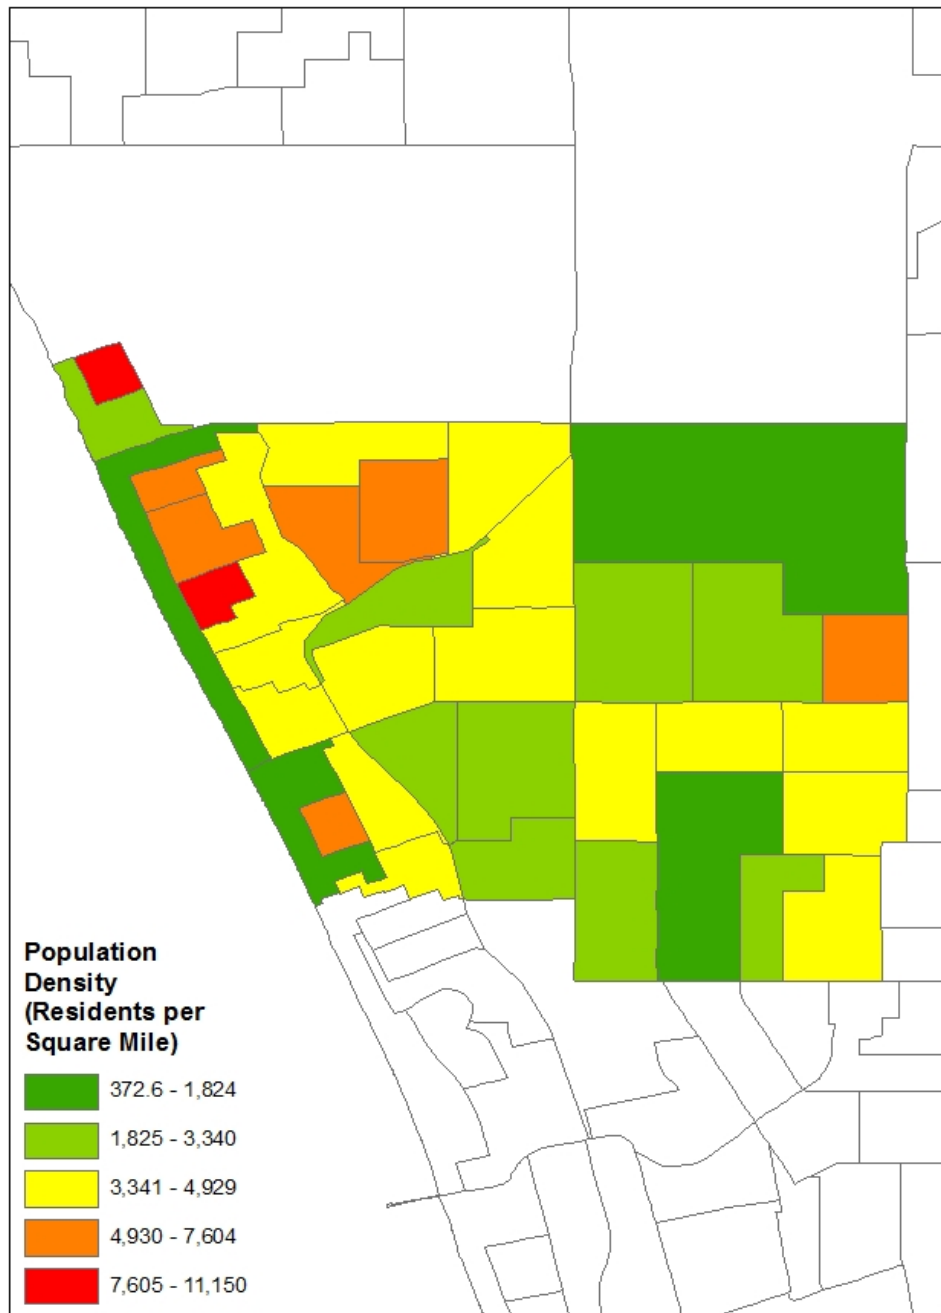 Population
Density
(Residents per
Square Mile)
372.6 - 1,824
1,825 - 3,340
3,341 - 4,929
4,930 - 7,604
7,605 - 11,150